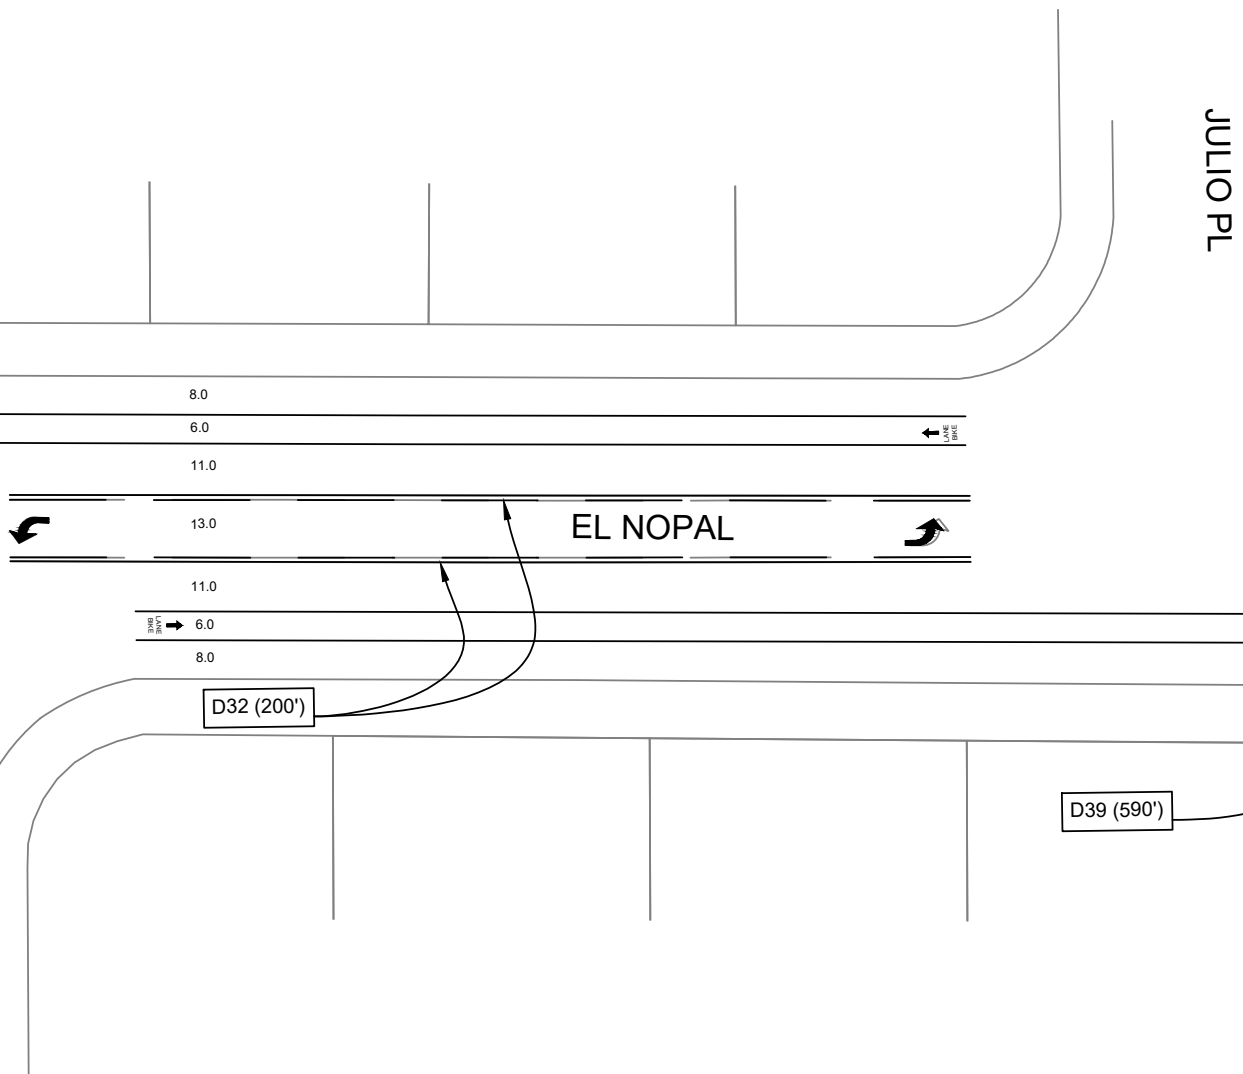 JULIO PL
8.0
6.0
LANE
BIKE
11.0
13.0
EL NOPAL
11.0
LANE
BIKE
6.0
8.0
D32 (200')
D39 (590')